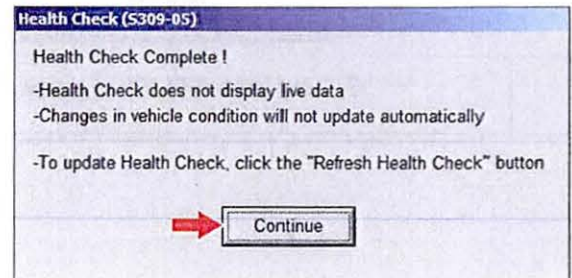 Health Check (S309-05)
Health Check Complete !
-Health Check does not display live data
-Changes in vehicle condition will not update automatically
-To update Health Check, click the "Refresh Health Check" button
Continue